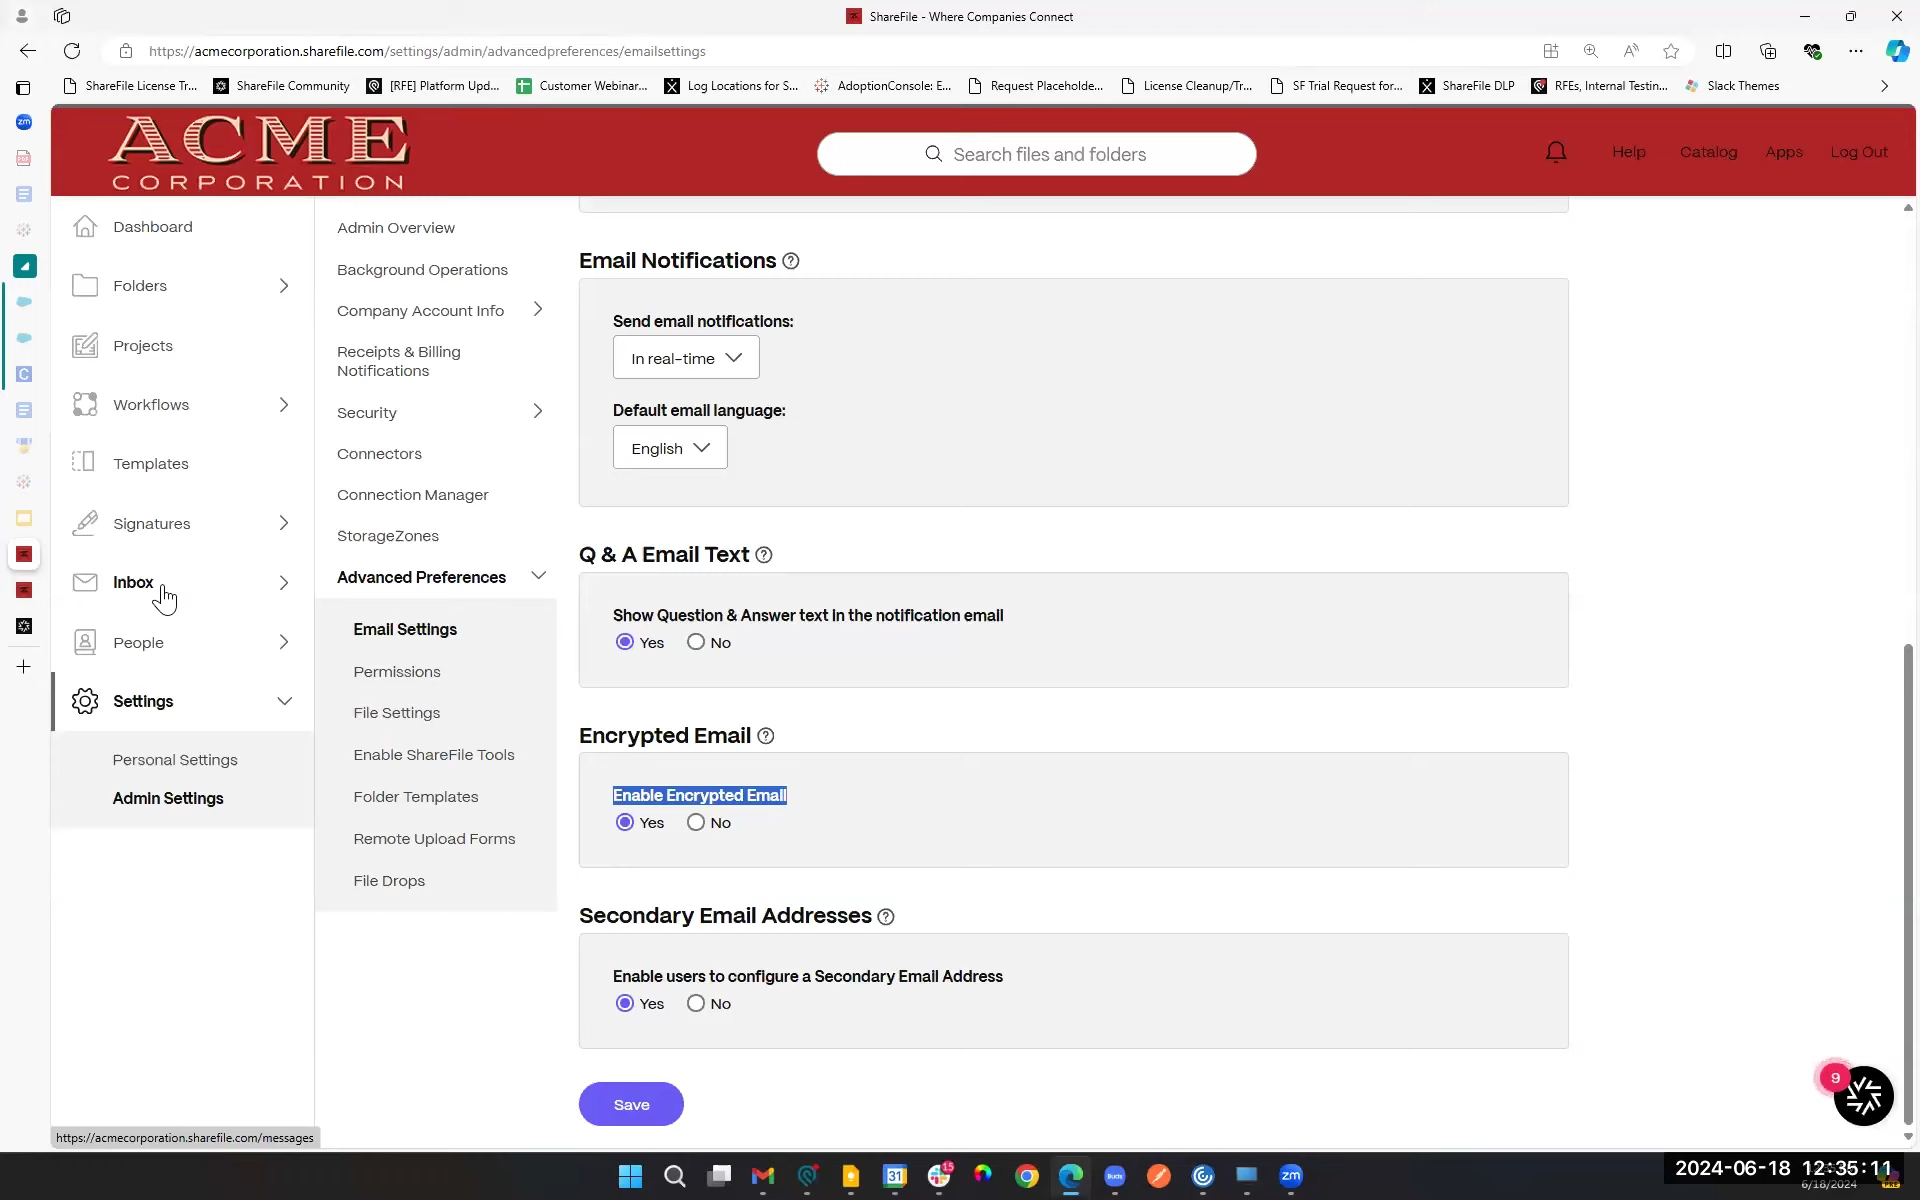 ShareFile - Where Companies Connect
https://acmecorporation.sharefile.com/settings/admin/advancedpreferences/emailsettings
ShareFile License Tr... ShareFile Community [RFE] Platform Upd... Customer Webinar... Log Locations for S... AdoptionConsole: E... Request Placeholde... License Cleanup/Tr... SF Trial Request for... ShareFile DLP RFEs, Internal Testin... Slack Themes
ACME
CORPORATION
Search files and folders
Help Catalog Apps Log Out
Dashboard
Folders
Projects
Workflows
Templates
Signatures
Inbox
People
Settings
Personal Settings
Admin Settings
Admin Overview
Background Operations
Company Account Info
Receipts & Billing
Notifications
Security
Connectors
Connection Manager
StorageZones
Advanced Preferences
Email Settings
Permissions
File Settings
Enable ShareFile Tools
Folder Templates
Remote Upload Forms
File Drops
Email Notifications
Send email notifications:
In real-time
Default email language:
English
Q & A Email Text
Show Question & Answer text in the notification email
Yes No
Encrypted Email
Enable Encrypted Email
Yes No
Secondary Email Addresses
Enable users to configure a Secondary Email Address
Yes No
Save
9
https://acmecorporation.sharefile.com/messages
31
15
zm
2024-06-18 12:35:11
6/18/2024